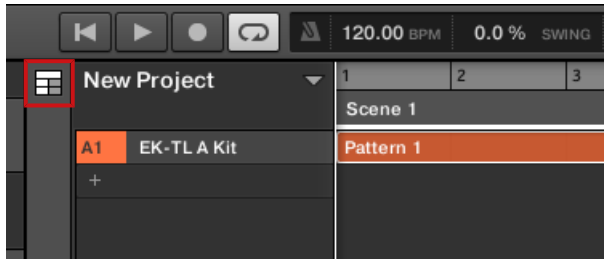 120.00 BPM 0.0 % SWING
New Project 1 2 3
Scene 1
A1 EK-TL A Kit Pattern 1
+